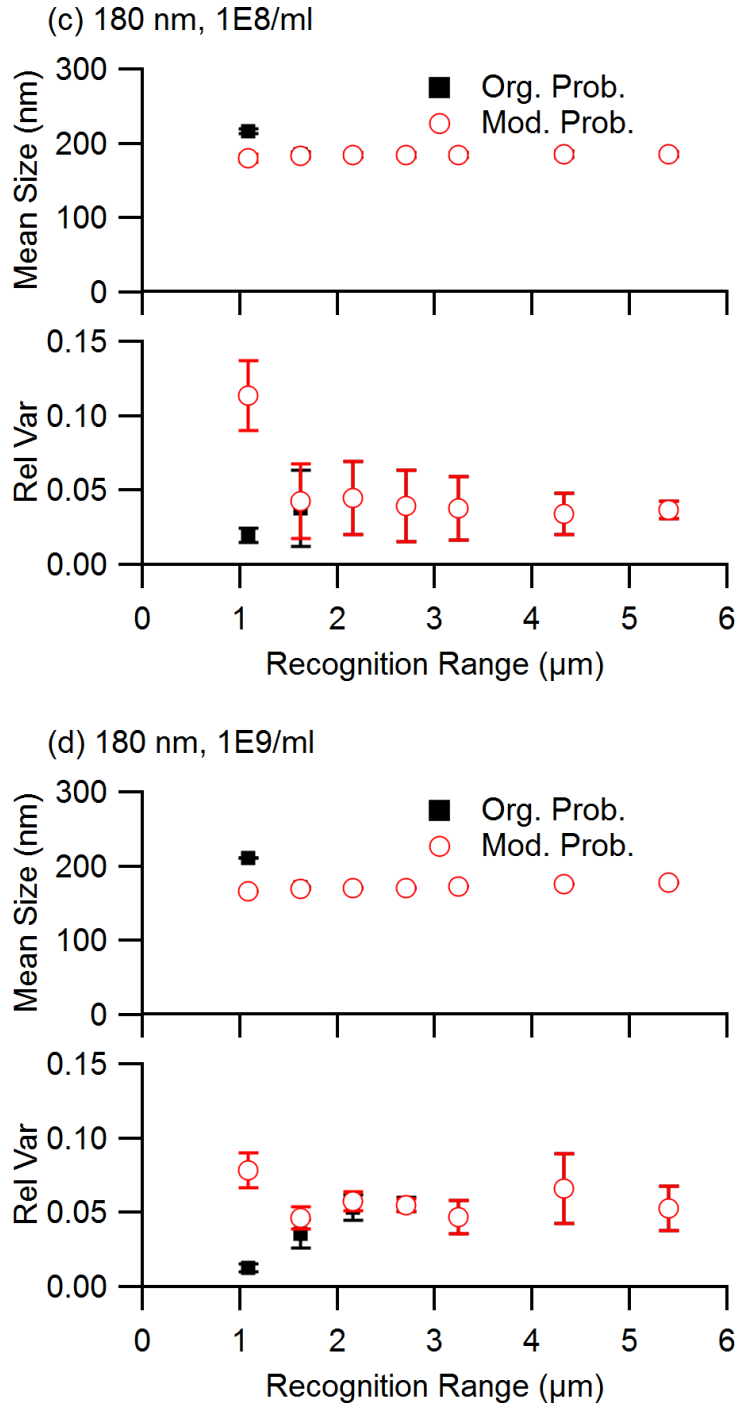 (c) 180 nm, 1E8/ml
300
200
100
0
Mean Size (nm)
Org. Prob.
Mod. Prob.
0.15
0.10
0.05
0.00
Rel Var
0 1 2 3 4 5 6
Recognition Range (µm)
(d) 180 nm, 1E9/ml
300
200
100
0
Mean Size (nm)
Org. Prob.
Mod. Prob.
0.15
0.10
0.05
0.00
Rel Var
0 1 2 3 4 5 6
Recognition Range (µm)